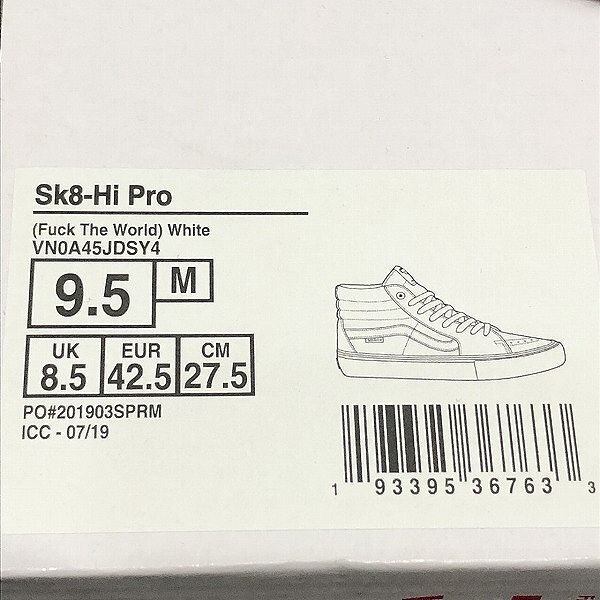 Sk8-Hi Pro
(Fuck The World) White
VN0A45JDSY4
9.5 M
UK EUR CM
8.5 42.5 27.5
PO#201903SPRM
ICC - 07/19
1 93395 36763 3